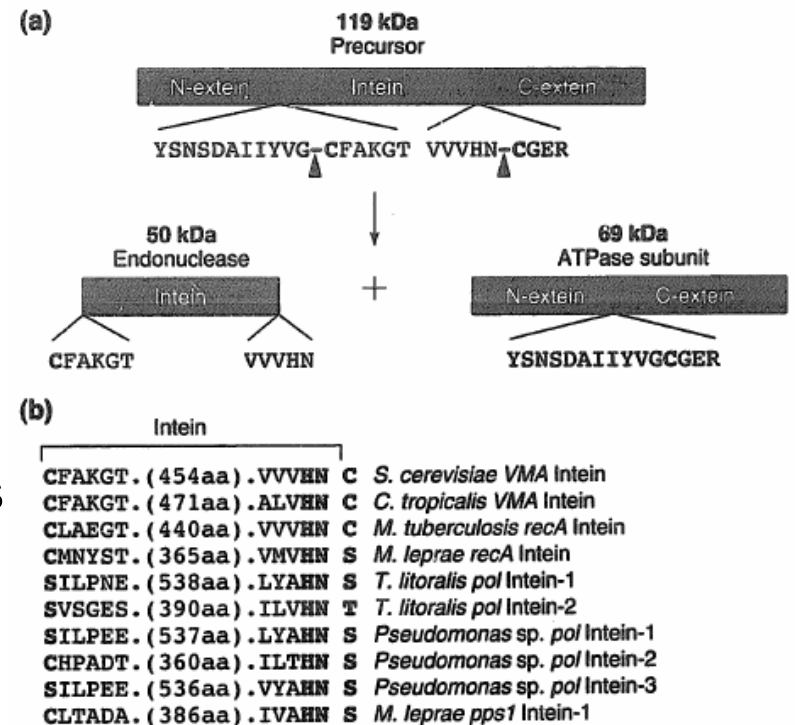 (a)
119 kDa
Precursor
N-extein Intein C-extein
YSNSDAIIYVG-CFAKGT VVVHN-CGER
50 kDa
Endonuclease
69 kDa
ATPase subunit
Intein
+
N-extein C-extein
CFAKGT VVVHN
YSNSDAIIYVGCGER
(b)
Intein
CFAKGT.(454aa).VVVHN C S. cerevisiae VMA Intein
CFAKGT.(471aa).ALVHN C C. tropicalis VMA Intein
CLAEGT.(440aa).VVVHN C M. tuberculosis recA Intein
CMNYST.(365aa).VMVHN S M. leprae recA Intein
SILPNE.(538aa).LYAHN S T. litoralis pol Intein-1
SVSGES.(390aa).ILVHN T T. litoralis pol Intein-2
SILPEE.(537aa).LYAHN S Pseudomonas sp. pol Intein-1
CHPADT.(360aa).ILTHN S Pseudomonas sp. pol Intein-2
SILPEE.(536aa).VYAHN S Pseudomonas sp. pol Intein-3
CLTADA.(386aa).IVAHN S M. leprae pps1 Intein-1